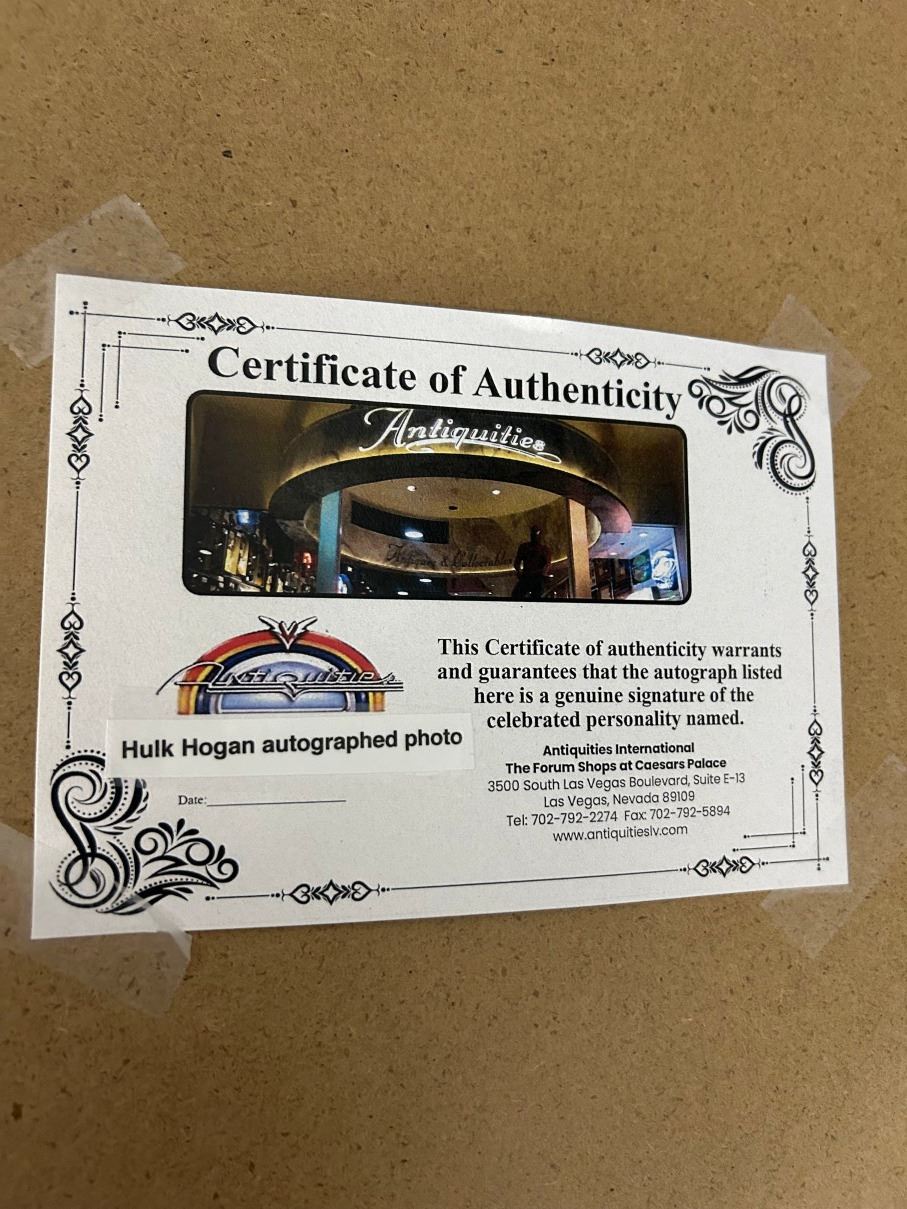 Certificate of Authenticity
Antiquities
Antiquities
Hulk Hogan autographed photo
Date:
This Certificate of authenticity warrants
and guarantees that the autograph listed
here is a genuine signature of the
celebrated personality named.
Antiquities International
The Forum Shops at Caesars Palace
3500 South Las Vegas Boulevard, Suite E-13
Las Vegas, Nevada 89109
Tel: 702-792-2274 Fax: 702-792-5894
www.antiquitieslv.com